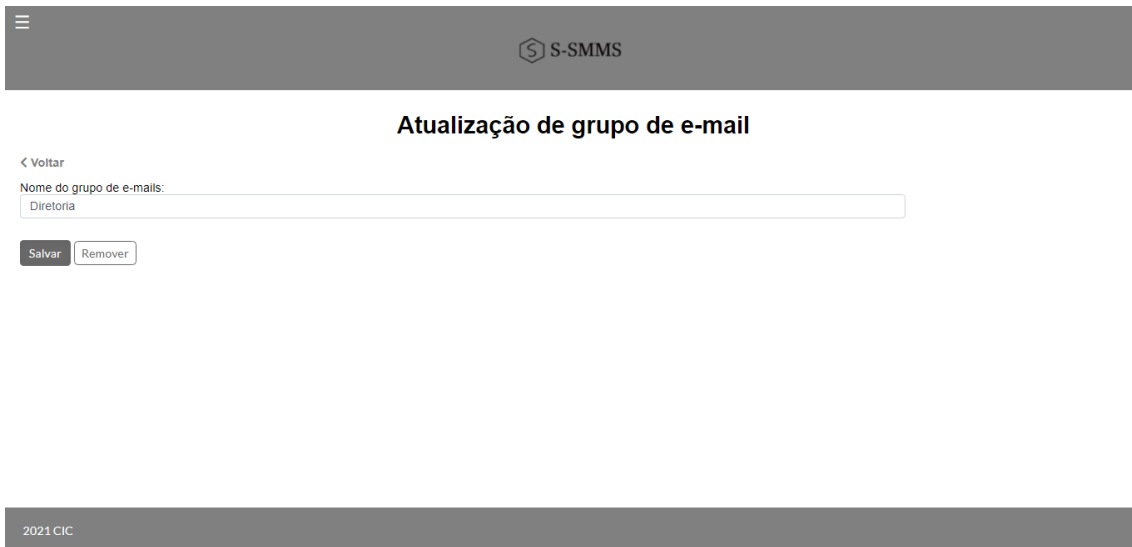 S-SMMS
Atualização de grupo de e-mail
Voltar
Nome do grupo de e-mails:
Diretoria
Salvar Remover
2021 CIC